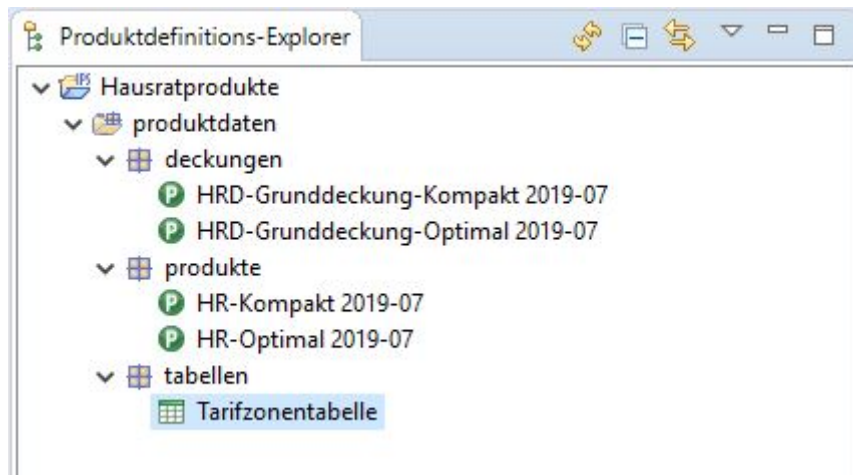 Produktdefinitions-Explorer
Hausratprodukte
produktdaten
deckungen
HRD-Grunddeckung-Kompakt 2019-07
HRD-Grunddeckung-Optimal 2019-07
produkte
HR-Kompakt 2019-07
HR-Optimal 2019-07
tabellen
Tarifzonentabelle